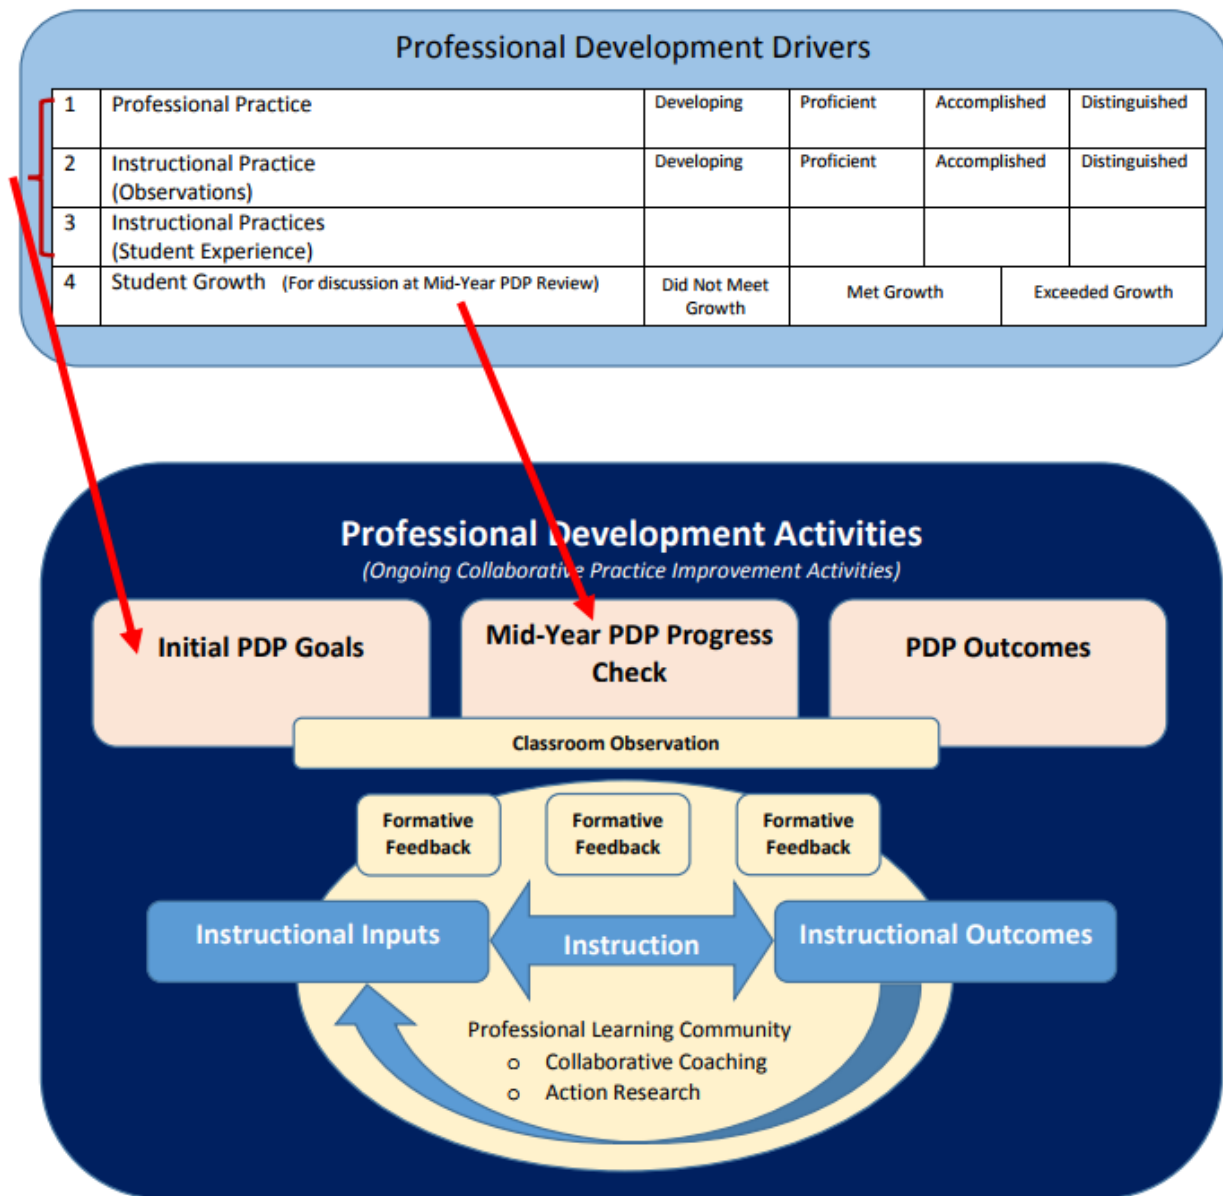 Professional Development Drivers
1 Professional Practice Developing Proficient Accomplished Distinguished
2 Instructional Practice Developing Proficient Accomplished Distinguished
(Observations)
3 Instructional Practices
(Student Experience)
4 Student Growth (For discussion at Mid-Year PDP Review) Did Not Meet Met Growth Exceeded Growth
Growth
Professional Development Activities
(Ongoing Collaborative Practice Improvement Activities)
Initial PDP Goals
Mid-Year PDP Progress
Check
PDP Outcomes
Classroom Observation
Formative
Feedback
Formative
Feedback
Formative
Feedback
Instructional Inputs
Instruction
Instructional Outcomes
Professional Learning Community
o Collaborative Coaching
o Action Research